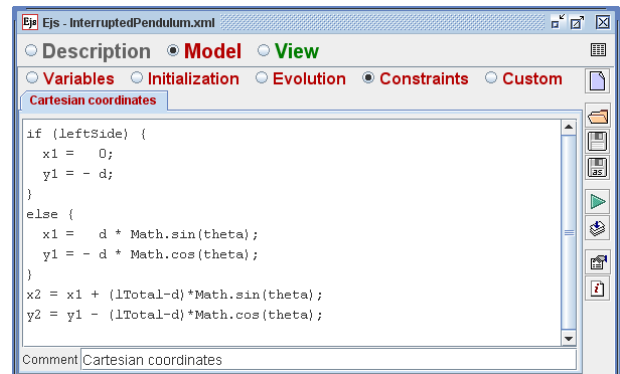 Ejs Ejs - InterruptedPendulum.xml
Description Model View
Variables Initialization Evolution Constraints Custom
Cartesian coordinates
if (leftSide) {
  x1 =   0;
  y1 = - d;
}
else {
  x1 =   d * Math.sin(theta);
  y1 = - d * Math.cos(theta);
}
x2 = x1 + (lTotal-d)*Math.sin(theta);
y2 = y1 - (lTotal-d)*Math.cos(theta);
as
i
Comment Cartesian coordinates